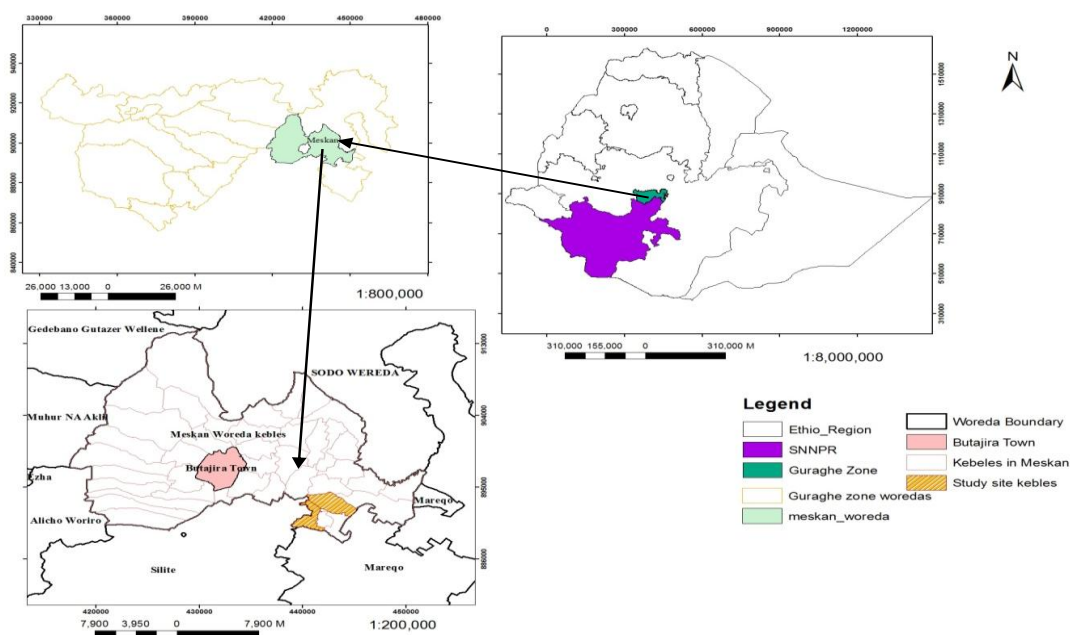 330000 360000 390000 420000 450000 480000
940000
920000
900000
880000
860000
840000
Meskan
26,000 13,000 0 26,000 M
1:800,000
0 300000 600000 900000 1200000
1510000
1310000
1110000
910000
710000
510000
310000
N
310,000 155,000 0 310,000 M
1:8,000,000
Gedebano Gutazer Wellene
SODO WEREDA
Muhur NA Aklil
Meskan Woreda kebles
Butajira Town
Ezha
Mareqo
Alicho Woriro
Silite
Mareqo
913000
904000
895000
886000
420000 430000 440000 450000
7,900 3,950 0 7,900 M
1:200,000
Legend
Ethio_Region
SNNPR
Guraghe Zone
Guraghe zone woredas
meskan_woreda
Woreda Boundary
Butajira Town
Kebeles in Meskan
Study site kebles